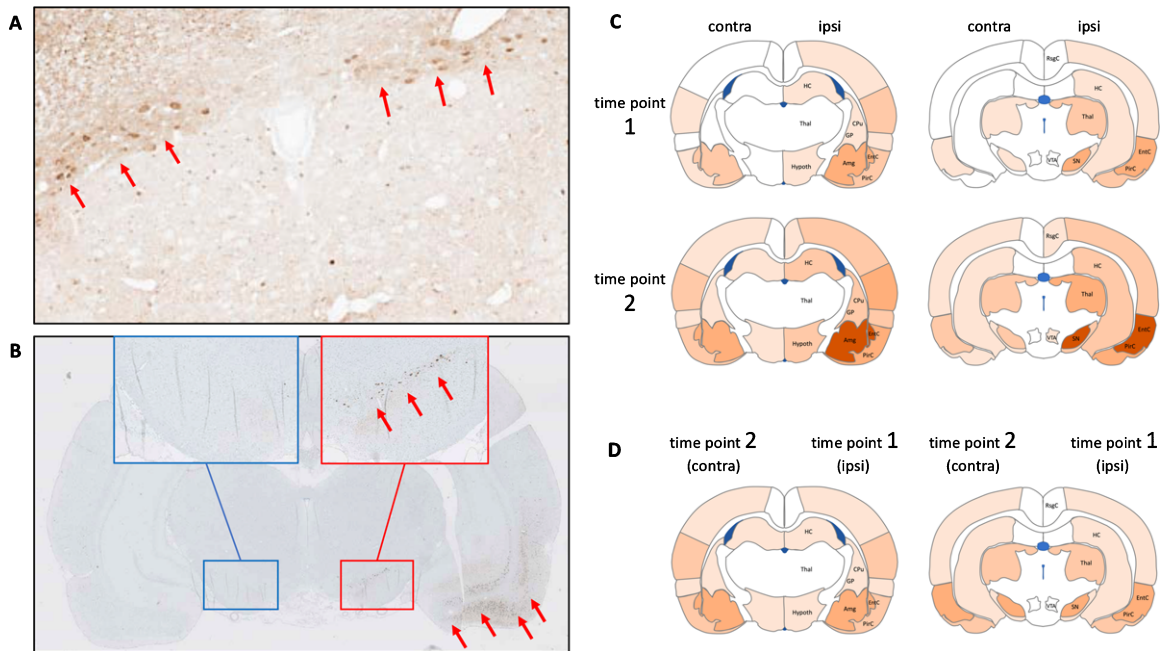 A
B
C
contra
ipsi
contra
ipsi
time point
1
HC
Thal
CPu
GP
Amg
EntC
PirC
Hypoth
RsgC
HC
Thal
VTA
SN
EntC
PirC
time point
2
HC
Thal
CPu
GP
Amg
EntC
PirC
Hypoth
RsgC
HC
Thal
VTA
SN
EntC
PirC
D
time point 2
(contra)
time point 1
(ipsi)
time point 2
(contra)
time point 1
(ipsi)
HC
Thal
CPu
GP
Amg
EntC
PirC
Hypoth
RsgC
HC
Thal
VTA
SN
EntC
PirC